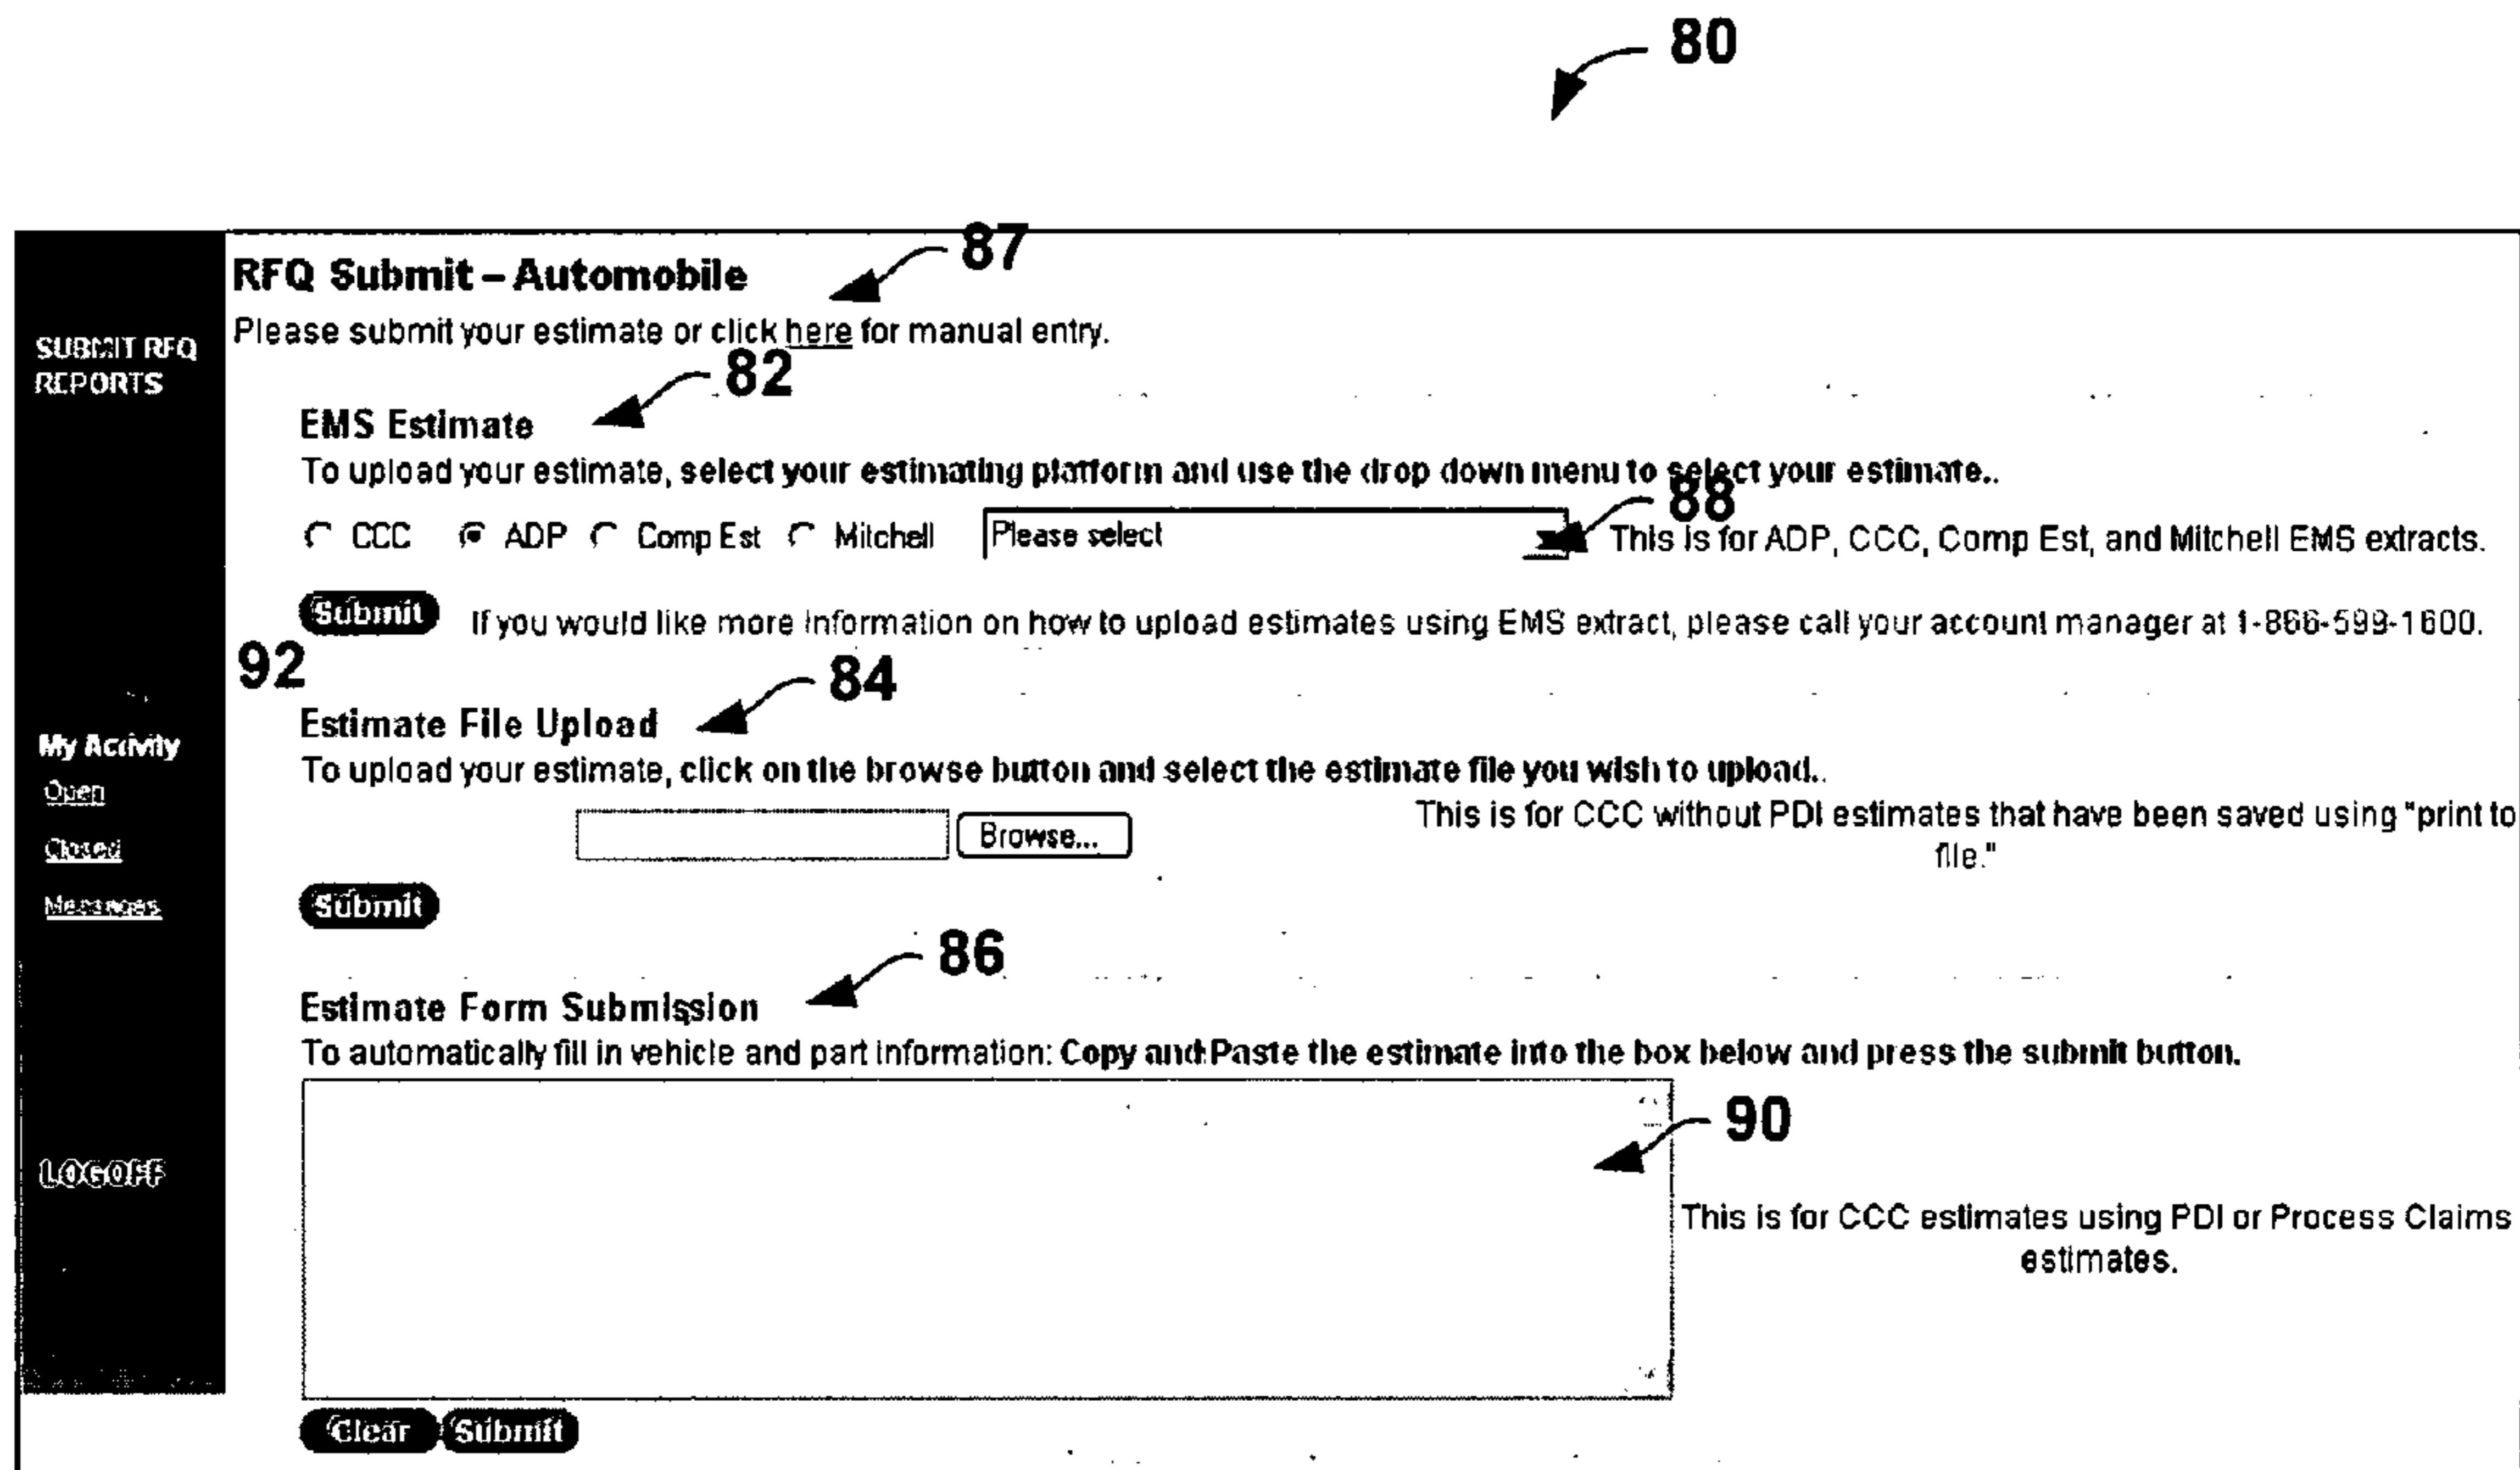 80
87
RFQ Submit – Automobile
Please submit your estimate or click here for manual entry.
SUBMIT RFQ
REPORTS
82
EMS Estimate
To upload your estimate, select your estimating platform and use the drop down menu to select your estimate..
88
CCC ADP Comp Est Mitchell Please select This is for ADP, CCC, Comp Est, and Mitchell EMS extracts.
Submit If you would like more information on how to upload estimates using EMS extract, please call your account manager at 1-866-599-1600.
92
84
Estimate File Upload
My Activity
To upload your estimate, click on the browse button and select the estimate file you wish to upload..
Open
This is for CCC without PDI estimates that have been saved using "print to
file."
Browse...
Closed
Messages
Submit
86
Estimate Form Submission
To automatically fill in vehicle and part information: Copy and Paste the estimate into the box below and press the submit button.
90
LOGOFF
This is for CCC estimates using PDI or Process Claims
estimates.
Clear Submit